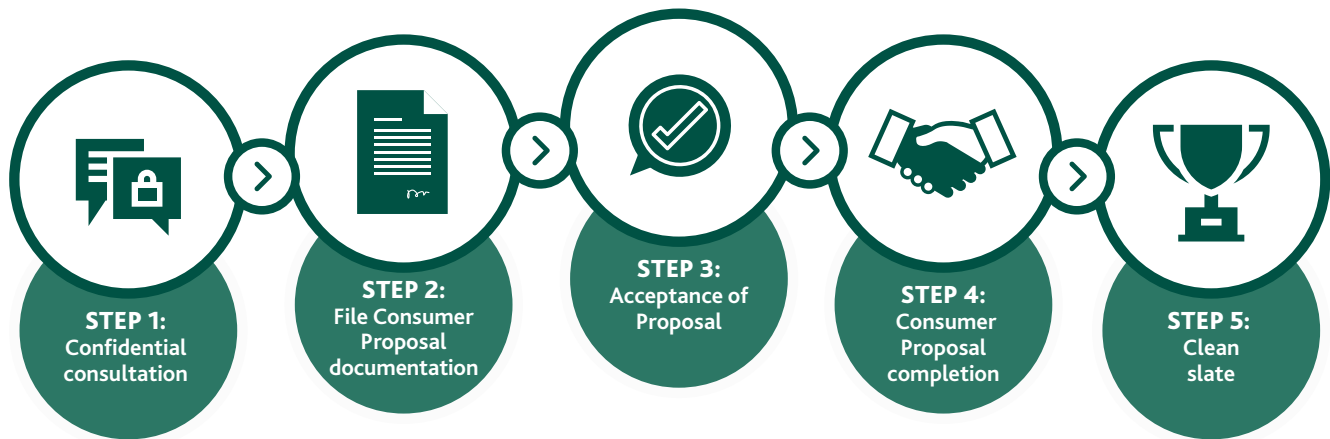 STEP 1:
Confidential
consultation
STEP 2:
File Consumer
Proposal
documentation
STEP 3:
Acceptance of
Proposal
STEP 4:
Consumer
Proposal
completion
STEP 5:
Clean
slate